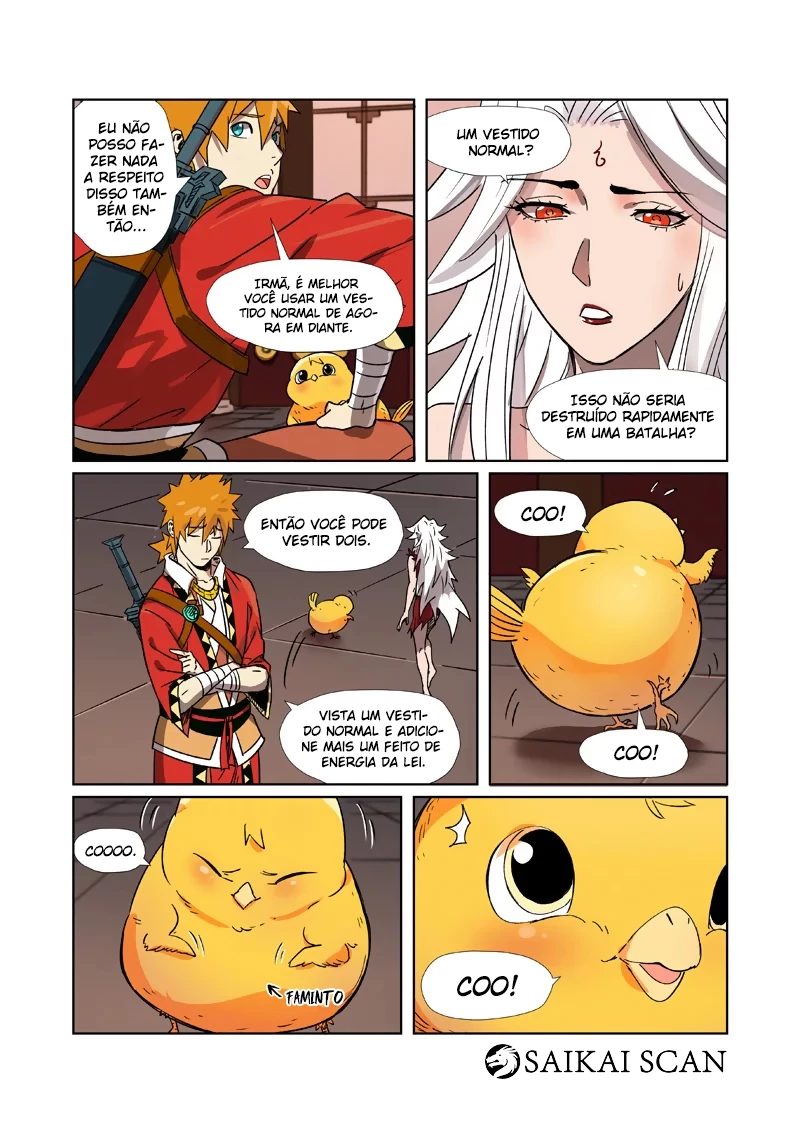 EU NÃO
POSSO FA-
ZER NADA
A RESPEITO
DISSO TAM-
BÉM EN-
TÃO...
IRMÃ, É MELHOR
VOCÊ USAR UM VES-
TIDO NORMAL DE AGO-
RA EM DIANTE.
UM VESTIDO
NORMAL?
ISSO NÃO SERIA
DESTRUÍDO RAPIDAMENTE
EM UMA BATALHA?
ENTÃO VOCÊ PODE
VESTIR DOIS.
VISTA UM VESTI-
DO NORMAL E ADICIO-
NE MAIS UM FEITO DE
ENERGIA DA LEI.
COO!
COO!
COOOO.
FAMINTO
COO!
SAIKAI SCAN